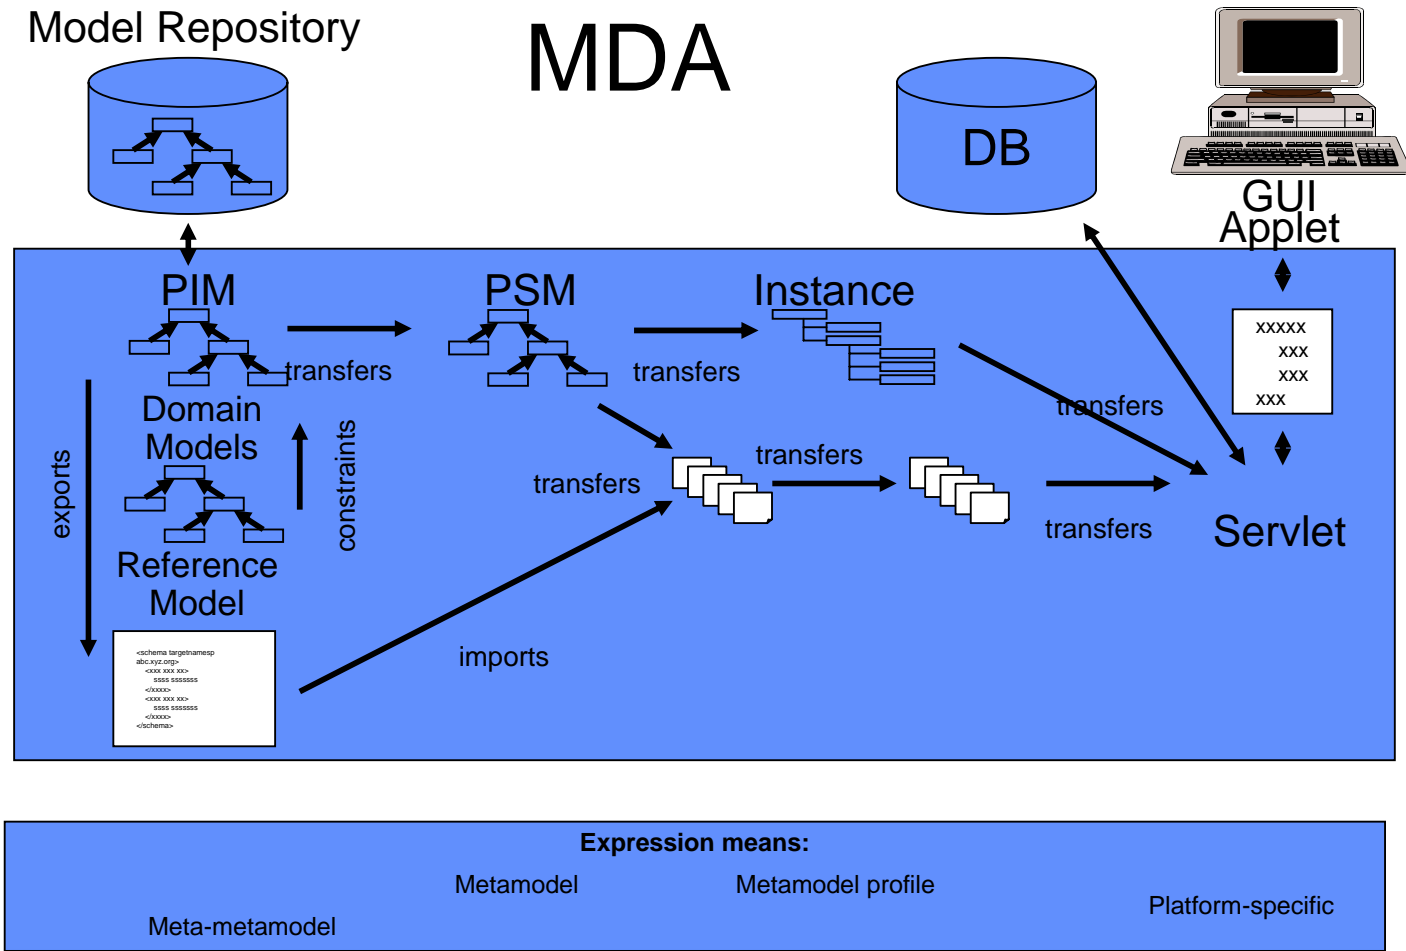 Model Repository
MDA
DB
GUI
Applet
PIM
PSM
Instance
xxxxx
xxx
xxx
xxx
transfers
transfers
transfers
Domain
Models
exports
constraints
transfers
transfers
transfers
Servlet
Reference
Model
imports
<schema targetnamesp
abc.xyz.org>
<xxx xxx xx>
ssss sssssss
</xxxx>
<xxx xxx xx>
ssss sssssss
</xxxx>
</schema>
Expression means:
Metamodel
Metamodel profile
Platform-specific
Meta-metamodel